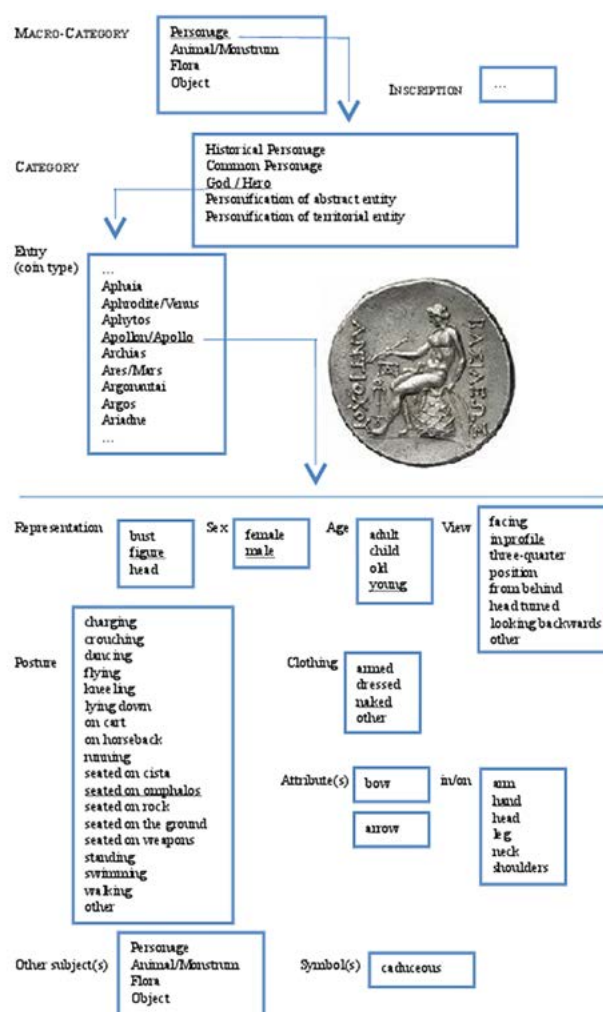 MACRO-CATEGORY
Personage
Animal/Monstrum
Flora
Object
INSCRIPTION
...
CATEGORY
Historical Personage
Common Personage
God / Hero
Personification of abstract entity
Personification of territorial entity
Entry
(coin type)
...
Aphaia
Aphrodite/Venus
Aphytos
Apollon/Apollo
Archias
Ares/Mars
Argonautai
Argos
Ariadne
...
ΒΑΣΙΛΕΩΣ
ΑΝΤΙΟΧΟΥ
Representation
bust
figure
head
Sex
female
male
Age
adult
child
old
young
View
facing
in profile
three-quarter
position
from behind
head turned
looking backwards
other
Posture
charging
crouching
dancing
flying
kneeling
lying down
on cart
on horseback
running
seated on cista
seated on omphalos
seated on rock
seated on the ground
seated on weapons
standing
swimming
walking
other
Clothing
armed
dressed
naked
other
Attribute(s)
bow
arrow
in/on
arm
hand
head
leg
neck
shoulders
Other subject(s)
Personage
Animal/Monstrum
Flora
Object
Symbol(s)
caduceous